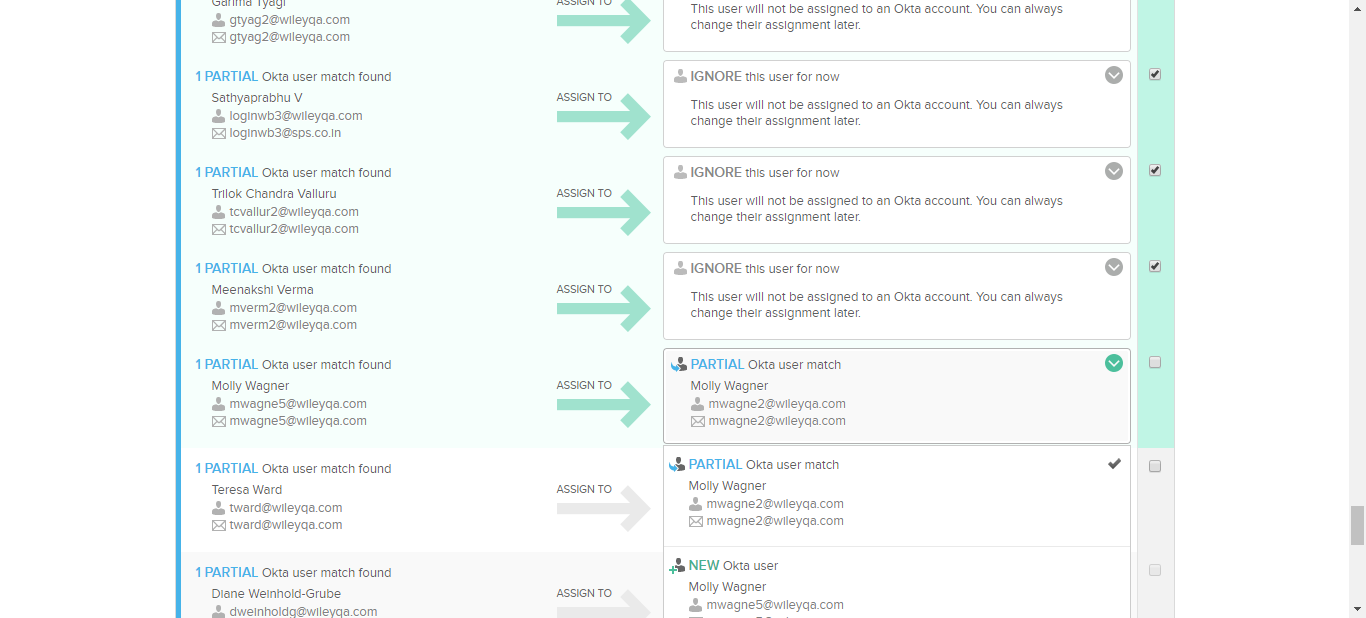 Garima Tyagi
gtyag2@wileyqa.com
gtyag2@wileyqa.com
ASSIGN TO
This user will not be assigned to an Okta account. You can always
change their assignment later.
1 PARTIAL Okta user match found
Sathyaprabhu V
loginwb3@wileyqa.com
loginwb3@sps.co.in
ASSIGN TO
IGNORE this user for now
This user will not be assigned to an Okta account. You can always
change their assignment later.
1 PARTIAL Okta user match found
Trilok Chandra Valluru
tcvallur2@wileyqa.com
tcvallur2@wileyqa.com
ASSIGN TO
IGNORE this user for now
This user will not be assigned to an Okta account. You can always
change their assignment later.
1 PARTIAL Okta user match found
Meenakshi Verma
mverm2@wileyqa.com
mverm2@wileyqa.com
ASSIGN TO
IGNORE this user for now
This user will not be assigned to an Okta account. You can always
change their assignment later.
1 PARTIAL Okta user match found
Molly Wagner
mwagne5@wileyqa.com
mwagne5@wileyqa.com
ASSIGN TO
PARTIAL Okta user match
Molly Wagner
mwagne2@wileyqa.com
mwagne2@wileyqa.com
1 PARTIAL Okta user match found
Teresa Ward
tward@wileyqa.com
tward@wileyqa.com
ASSIGN TO
PARTIAL Okta user match
Molly Wagner
mwagne2@wileyqa.com
mwagne2@wileyqa.com
1 PARTIAL Okta user match found
Diane Weinhold-Grube
dweinholdg@wileyqa.com
ASSIGN TO
NEW Okta user
Molly Wagner
mwagne5@wileyqa.com